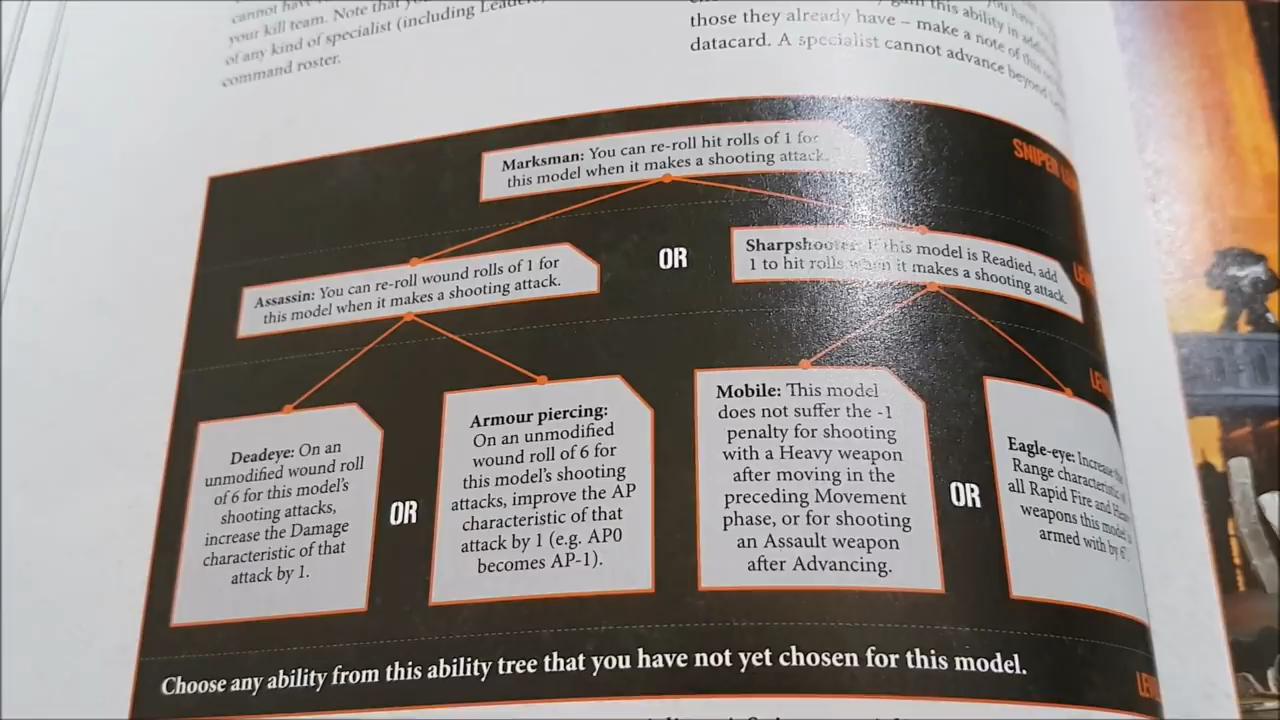 cannot have
your kill team. Note that
of any kind of specialist (including
command roster.
this ability in
those they already have – make a note of this
datacard. A specialist cannot advance beyond
SNIPER
Marksman: You can re-roll hit rolls of 1 for
this model when it makes a shooting attack.
Assassin: You can re-roll wound rolls of 1 for
this model when it makes a shooting attack.
OR
Sharpshooter: If this model is Readied, add
1 to hit rolls when it makes a shooting attack.
Deadeye: On an
unmodified wound roll
of 6 for this model's
shooting attacks,
increase the Damage
characteristic of that
attack by 1.
OR
Armour piercing:
On an unmodified
wound roll of 6 for
this model's shooting
attacks, improve the AP
characteristic of that
attack by 1 (e.g. AP0
becomes AP-1).
Mobile: This model
does not suffer the -1
penalty for shooting
with a Heavy weapon
after moving in the
preceding Movement
phase, or for shooting
an Assault weapon
after Advancing.
OR
Eagle-eye: Increase
Range characteristic
all Rapid Fire and
weapons this model
armed with by
Choose any ability from this ability tree that you have not yet chosen for this model.